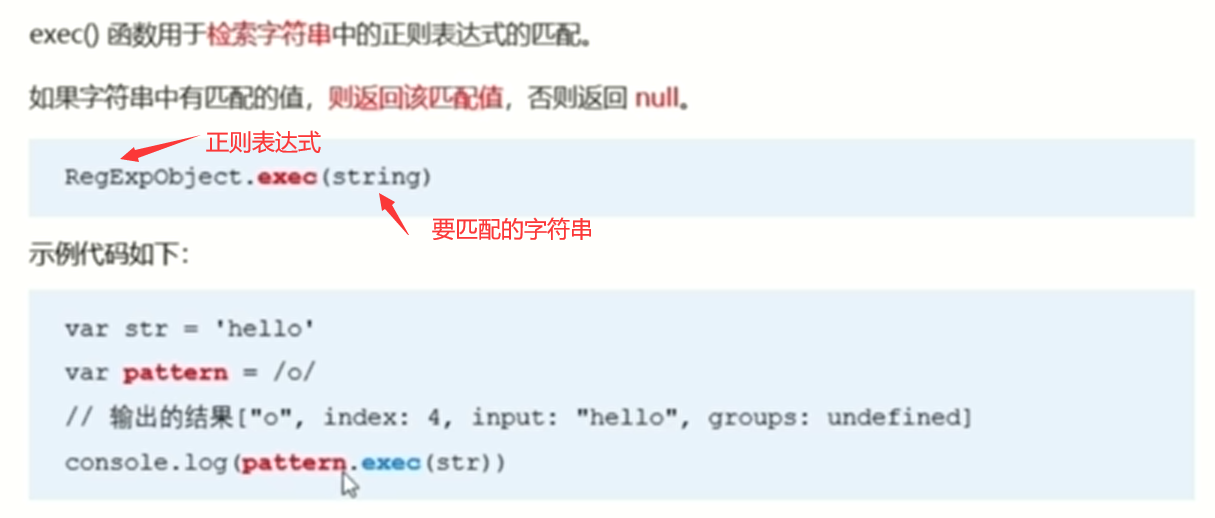 exec() 函数用于检索字符串中的正则表达式的匹配。
如果字符串中有匹配的值，则返回该匹配值，否则返回 null。
正则表达式
RegExpObject.exec(string)
要匹配的字符串
示例代码如下：
var str = 'hello'
var pattern = /o/
// 输出的结果["o", index: 4, input: "hello", groups: undefined]
console.log(pattern.exec(str))